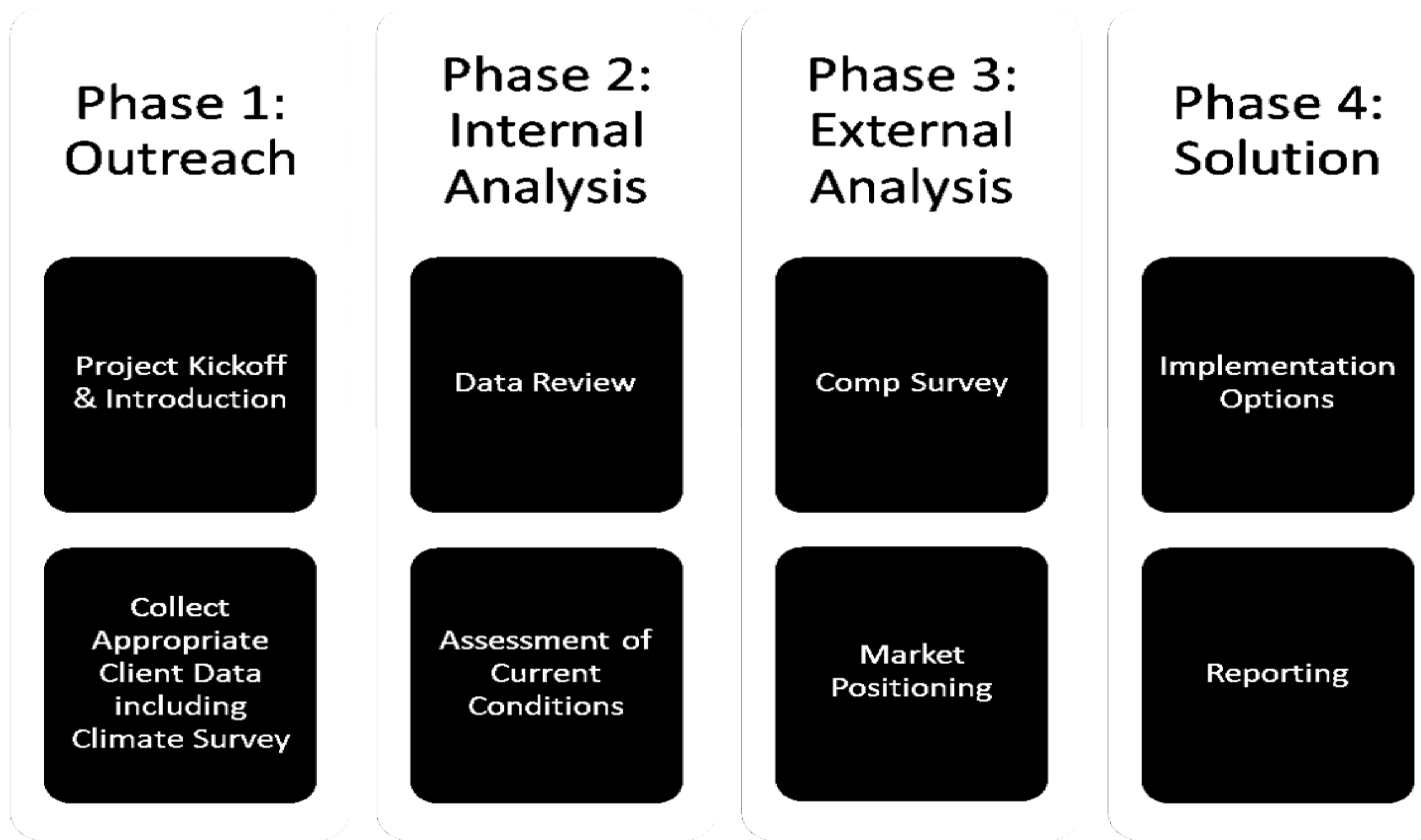 Phase 1:
Outreach
Project Kickoff
& Introduction
Collect
Appropriate
Client Data
including
Climate Survey
Phase 2:
Internal
Analysis
Data Review
Assessment of
Current
Conditions
Phase 3:
External
Analysis
Comp Survey
Market
Positioning
Phase 4:
Solution
Implementation
Options
Reporting